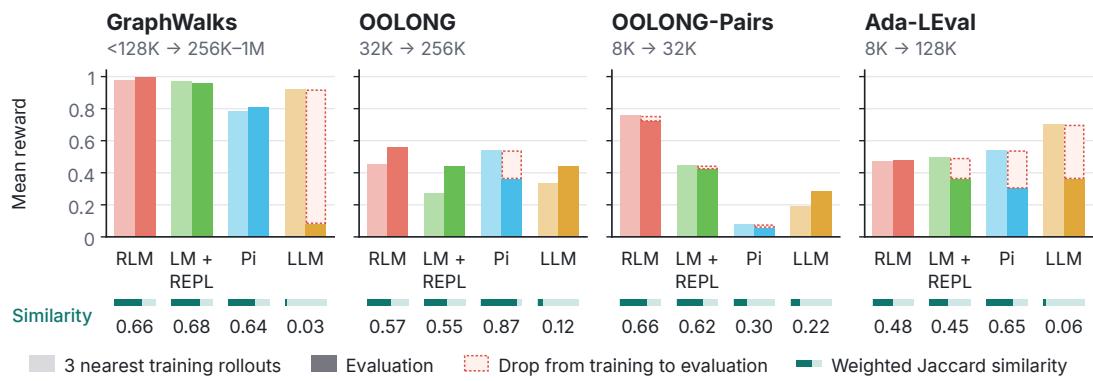 GraphWalks
<128K → 256K–1M
OOLONG
32K → 256K
OOLONG-Pairs
8K → 32K
Ada-LEval
8K → 128K
Mean reward
1
0.8
0.6
0.4
0.2
0
RLM LM + REPL Pi LLM
RLM LM + REPL Pi LLM
RLM LM + REPL Pi LLM
RLM LM + REPL Pi LLM
Similarity
0.66 0.68 0.64 0.03
0.57 0.55 0.87 0.12
0.66 0.62 0.30 0.22
0.48 0.45 0.65 0.06
3 nearest training rollouts
Evaluation
Drop from training to evaluation
Weighted Jaccard similarity